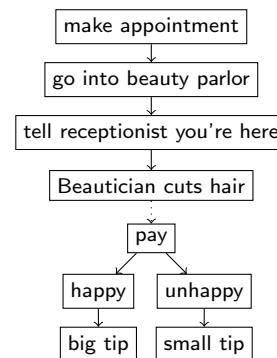 make appointment
go into beauty parlor
tell receptionist you're here
Beautician cuts hair
pay
happy
unhappy
big tip
small tip